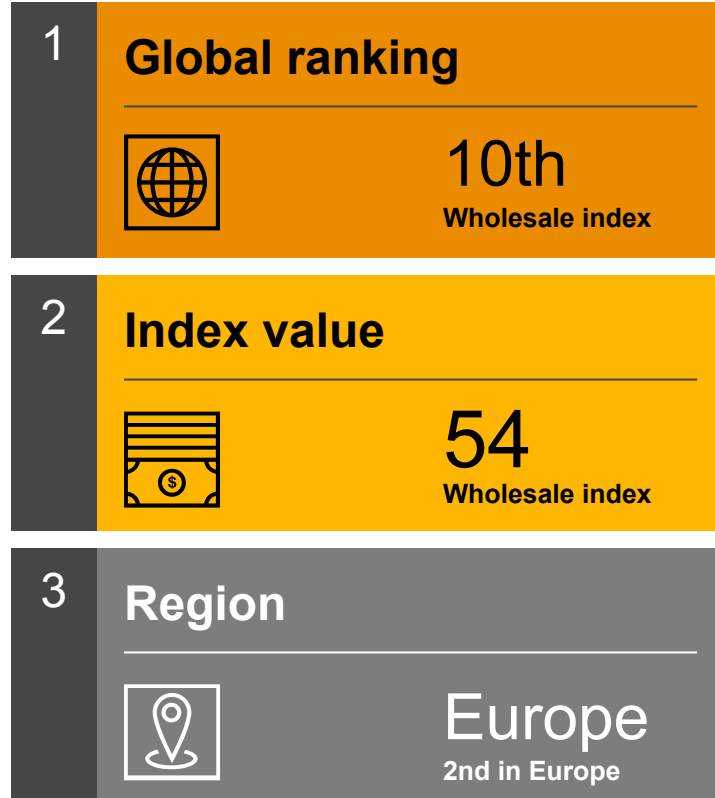 1
Global ranking
10th
Wholesale index
2
Index value
$
54
Wholesale index
3
Region
Europe
2nd in Europe